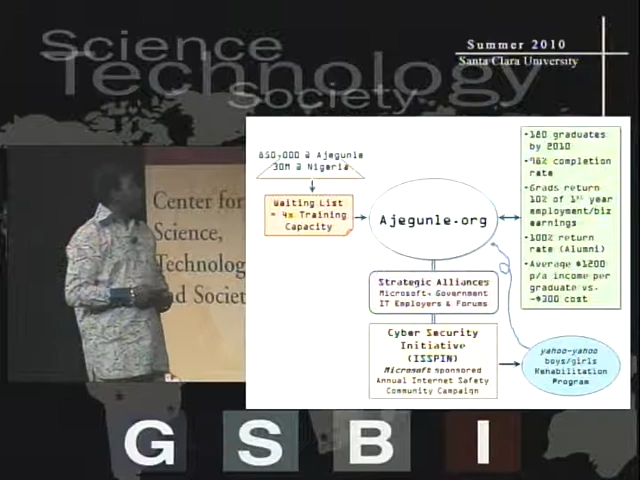 Science
Technology
Society
Summer 2010
Santa Clara University
Center for
Science,
Technolog
nd Societ
650,000 @ Ajegunle
30M @ Nigeria
Waiting List
= 4x Training
Capacity
Ajegunle.org
Strategic Alliances
Microsoft, Government
IT Employers & Forums
Cyber Security
Initiative
(ISSPIN)
Microsoft sponsored
Annual Internet Safety
Community Campaign
yahoo-yahoo
boys/girls
Rehabilitation
Program
•180 graduates
by 2010
completion
rate
•Grads return
10% of 1st year
employment/biz
earnings
•100% return
rate (Alumni)
•Average $1200
p/a income per
graduate vs.
~$300 cost
G S B I